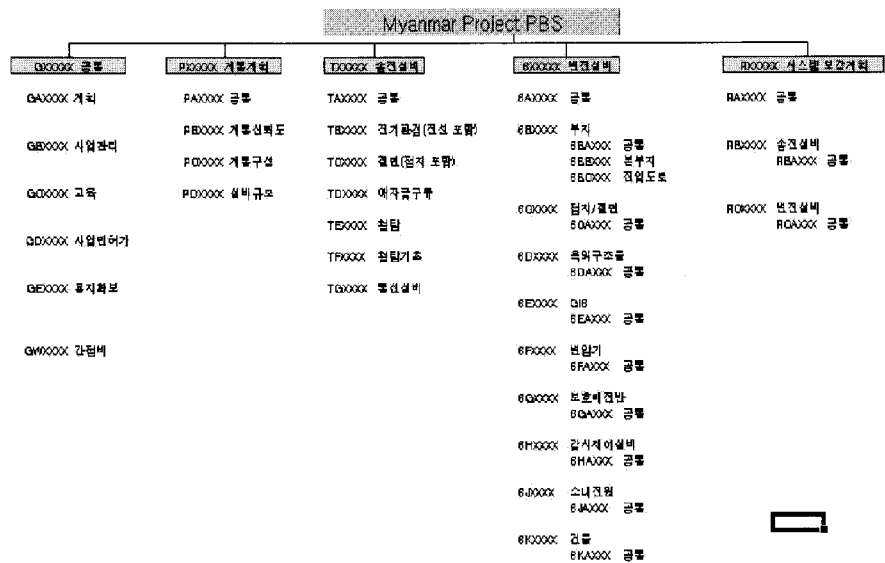 Myanmar Project PBS
GXXXXX 공통
GAXXXX 계획
GBXXXX 사업관리
GCXXXX 교육
GDXXXX 사업인허가
GEXXXX 용지확보
GWXXXX 간접비
PXXXXX 계통계획
PAXXXX 공통
PBXXXX 계통신뢰도
PCXXXX 계통구성
PDXXXX 설비규모
TXXXXX 송전설비
TAXXXX 공통
TBXXXX 전기환경(전선 포함)
TCXXXX 절연(접지 포함)
TDXXXX 애자금구류
TEXXXX 철탑
TFXXXX 철탑기초
TGXXXX 통신설비
SXXXXX 변전설비
SAXXXX 공통
SBXXXX 부지
SBAXXX 공통
SBBXXX 본부지
SBCXXX 진입도로
SCXXXX 접지/절연
SCAXXX 공통
SDXXXX 옥외구조물
SDAXXX 공통
SEXXXX GIS
SEAXXX 공통
SFXXXX 변압기
SFAXXX 공통
SGXXXX 보호배전반
SGAXXX 공통
SHXXXX 감시제어설비
SHAXXX 공통
SJXXXX 소내전원
SJAXXX 공통
SKXXXX 건물
SKAXXX 공통
RXXXXX 시스템 보강계획
RAXXXX 공통
RBXXXX 송전설비
RBAXXX 공통
RCXXXX 변전설비
RCAXXX 공통